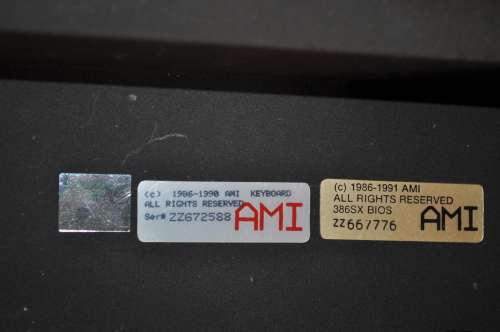 (c) 1986-1990 AMI KEYBOARD
ALL RIGHTS RESERVED
Ser# ZZ672588 AMI
(c) 1986-1991 AMI
ALL RIGHTS RESERVED
386SX BIOS
ZZ667776 AMI